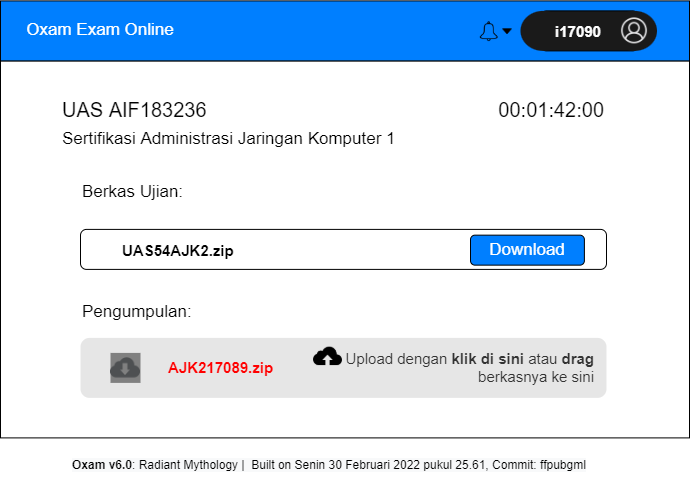 Oxam Exam Online
i17090
UAS AIF183236
00:01:42:00
Sertifikasi Administrasi Jaringan Komputer 1
Berkas Ujian:
UAS54AJK2.zip
Download
Pengumpulan:
AJK217089.zip
Upload dengan klik di sini atau drag
berkasnya ke sini
Oxam v6.0: Radiant Mythology | Built on Senin 30 Februari 2022 pukul 25.61, Commit: ffpubgml